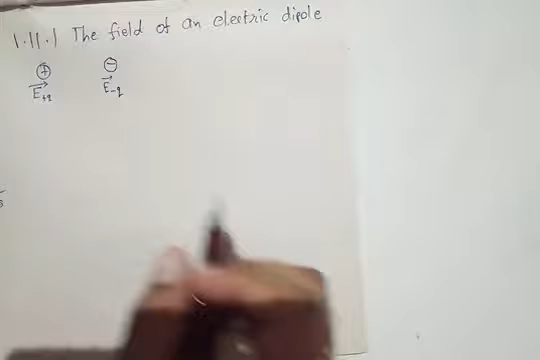 1.11.1 The field of an electric dipole
⊕ ⊖
E⃗₊q E⃗₋q